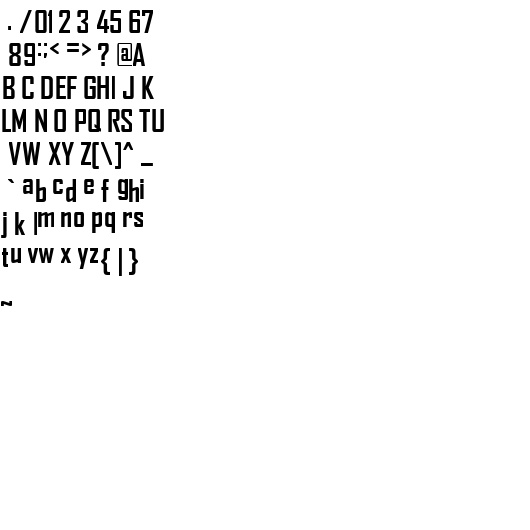 . /01 2 3 45 67
89:;< => ? @A
B C DEF GHI J K
LM N O PQ RS TU
VW XY Z[\]^ _
` ab cd e f ghi
j k lm no pq rs
tu vw x yz{ | }
~